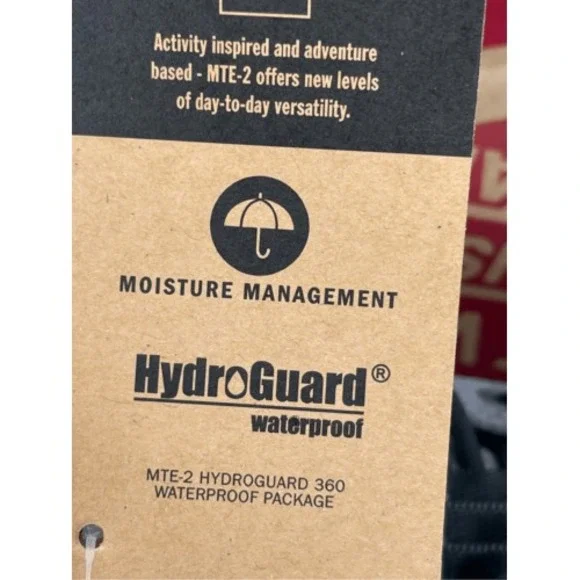 Activity inspired and adventure
based - MTE-2 offers new levels
of day-to-day versatility.
MOISTURE MANAGEMENT
HydroGuard®
waterproof
MTE-2 HYDROGUARD 360
WATERPROOF PACKAGE